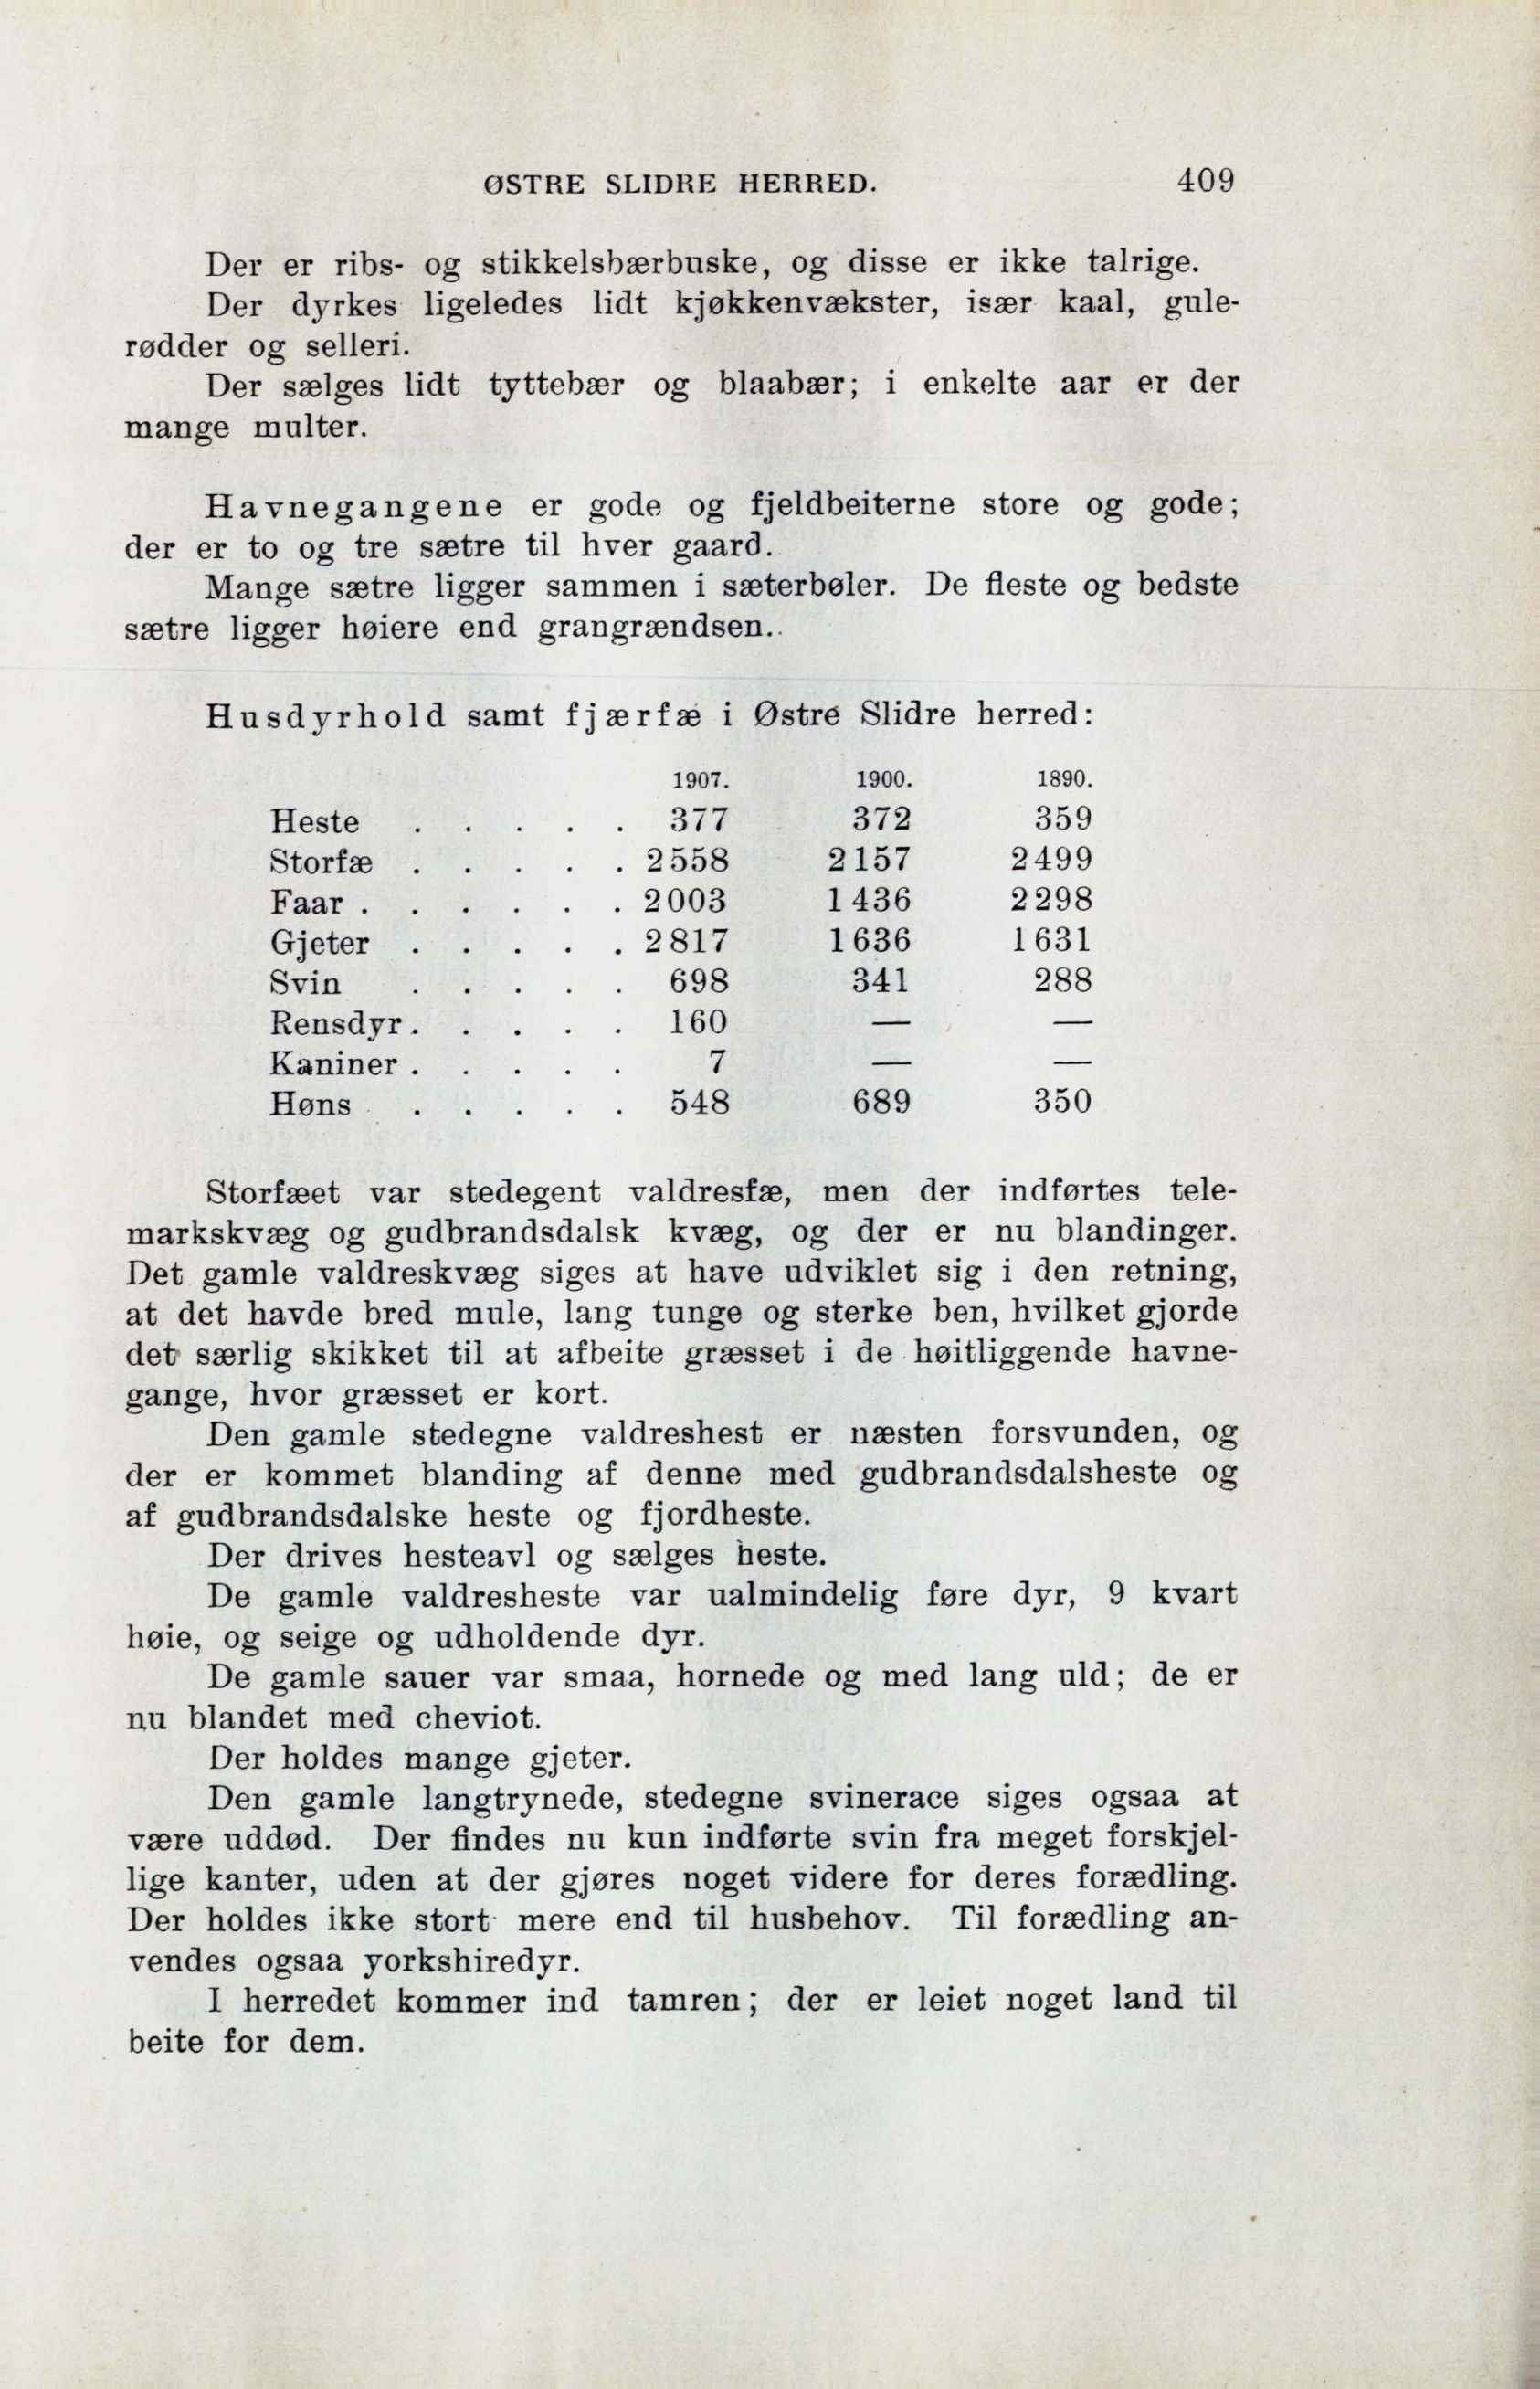 ØSTRE SLIDRE HERRED. 409
Der er ribs- og stikkelsbærbuske, og disse er ikke talrige.
Der dyrkes ligeledes lidt kjøkkenvækster, især kaal, gule-
rødder og selleri.
Der sælges lidt tyttebær og blaabær; i enkelte aar er der
mange multer.
Havnegangene er gode og fjeldbeiterne store og gode;
der er to og tre sætre til hver gaard.
Mange sætre ligger sammen i sæterbøler. De fleste og bedste
sætre ligger høiere end grangrændsen.
Husdyrhold samt fjærfæ i Østre Slidre herred:
1907. 1900. 1890.
Heste . . . . . 377 372 359
Storfæ . . . . . 2558 2157 2499
Faar . . . . . . 2003 1436 2298
Gjeter . . . . . 2817 1636 1631
Svin . . . . . 698 341 288
Rensdyr . . . . . 160 — —
Kaniner . . . . . 7 — —
Høns . . . . . 548 689 350
Storfæet var stedegent valdresfæ, men der indførtes tele-
markskvæg og gudbrandsdalsk kvæg, og der er nu blandinger.
Det gamle valdreskvæg siges at have udviklet sig i den retning,
at det havde bred mule, lang tunge og sterke ben, hvilket gjorde
det særlig skikket til at afbeite græsset i de høitliggende havne-
gange, hvor græsset er kort.
Den gamle stedegne valdreshest er næsten forsvunden, og
der er kommet blanding af denne med gudbrandsdalsheste og
af gudbrandsdalske heste og fjordheste.
Der drives hesteavl og sælges heste.
De gamle valdresheste var ualmindelig føre dyr, 9 kvart
høie, og seige og udholdende dyr.
De gamle sauer var smaa, hornede og med lang uld; de er
nu blandet med cheviot.
Der holdes mange gjeter.
Den gamle langtrynede, stedegne svinerace siges ogsaa at
være uddød. Der findes nu kun indførte svin fra meget forskjel-
lige kanter, uden at der gjøres noget videre for deres forædling.
Der holdes ikke stort mere end til husbehov. Til forædling an-
vendes ogsaa yorkshiredyr.
I herredet kommer ind tamren; der er leiet noget land til
beite for dem.